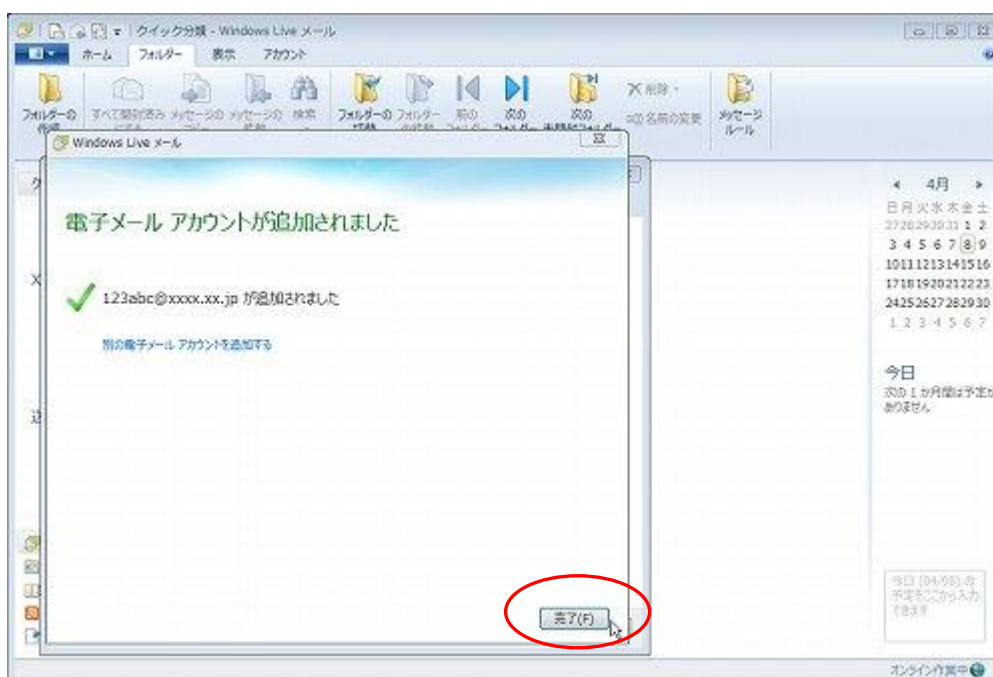 クイック分類 - Windows Live メール
ホーム フォルダー 表示 アカウント
フォルダーの すべて開封済み メッセージの メッセージの 検索 フォルダーの フォルダー 前の 次の 次の 削除
名前の変更
メッセージ
ルール
Windows Live メール
電子メール アカウントが追加されました
123abc@xxxx.xx.jp が追加されました
別の電子メール アカウントを追加する
完了(F)
4月
日 月 火 水 木 金 土
27 28 29 30 31 1 2
3 4 5 6 7 8 9
10 11 12 13 14 15 16
17 18 19 20 21 22 23
24 25 26 27 28 29 30
1 2 3 4 5 6 7
今日
次の 1 か月間は予定が
ありません
今日 (04/08) の
予定をここから入力
できます
オンライン作業中